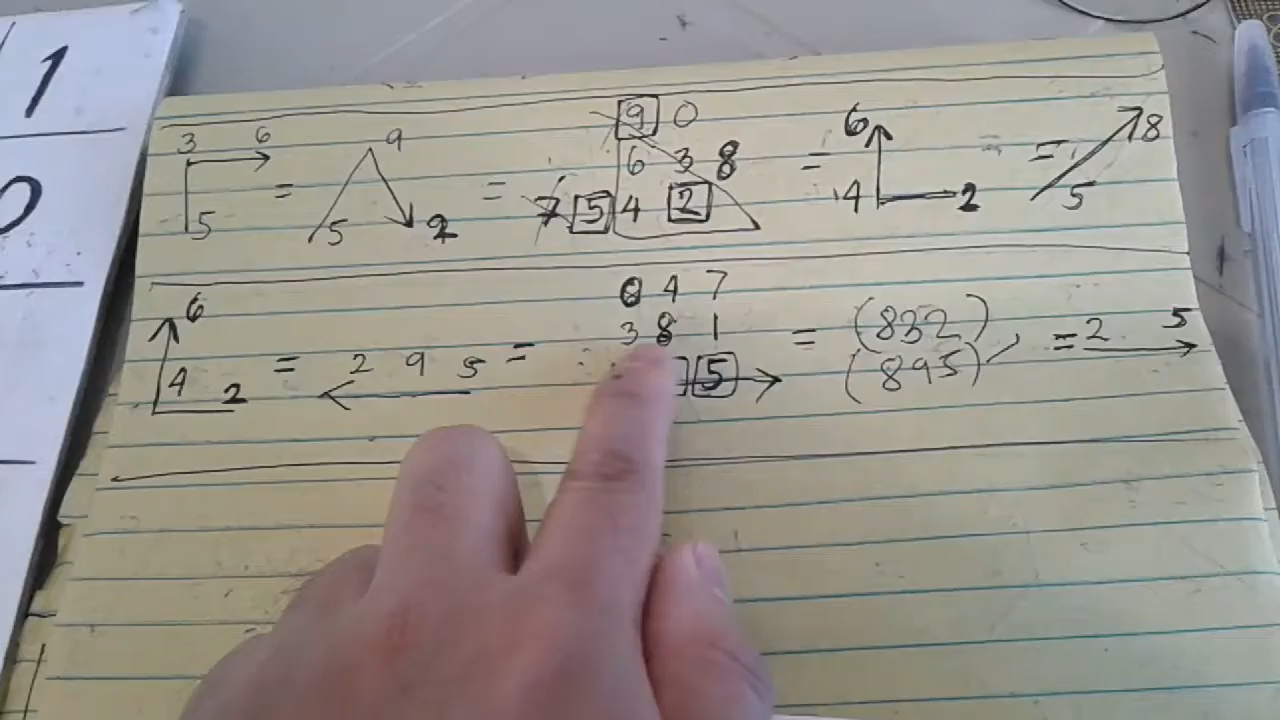 1
0
3 6 5 = 9 5 2 = 9 0 = 6 4 2 = 8 5
6 3 8
7 5 4 2
6 4 2 = 2 9 5 = 0 4 7 = (832) = 2 5
3 8 1 (895)
5